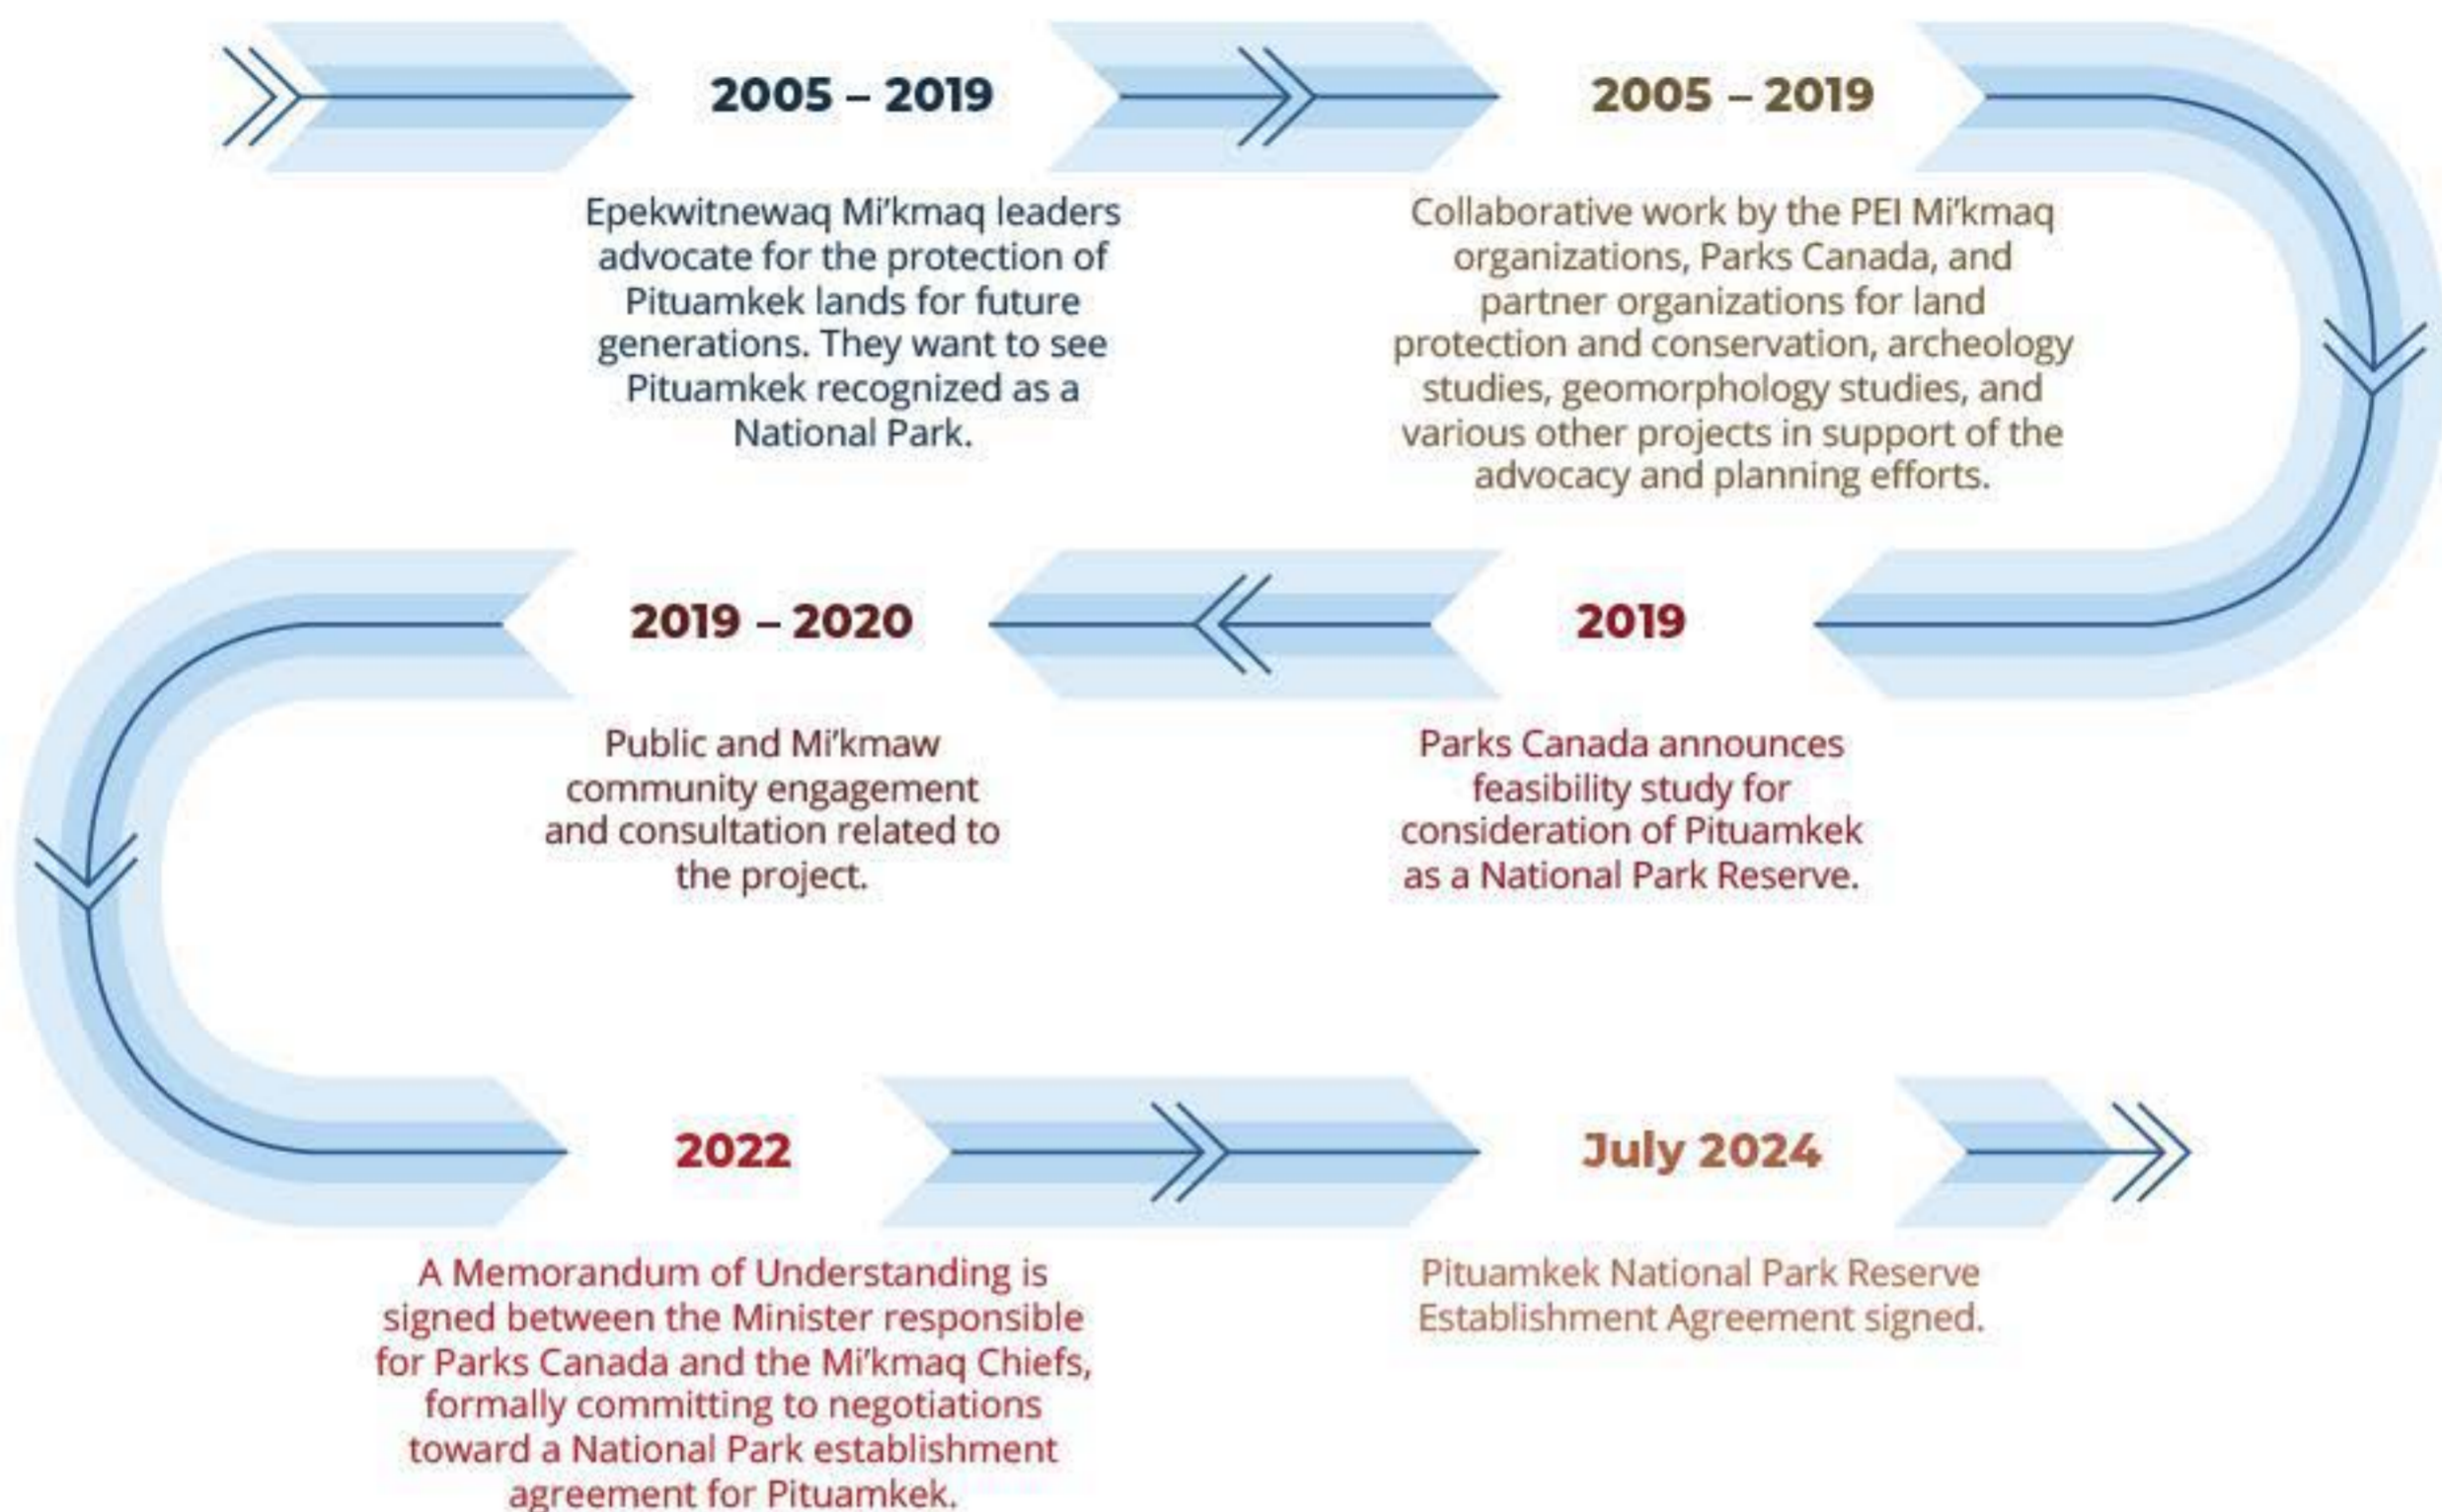 2005 – 2019
Epekwitnewaq Mi’kmaq leaders
advocate for the protection of
Pituamkek lands for future
generations. They want to see
Pituamkek recognized as a
National Park.
2005 – 2019
Collaborative work by the PEI Mi’kmaq
organizations, Parks Canada, and
partner organizations for land
protection and conservation, archeology
studies, geomorphology studies, and
various other projects in support of the
advocacy and planning efforts.
2019
Parks Canada announces
feasibility study for
consideration of Pituamkek
as a National Park Reserve.
2019 – 2020
Public and Mi’kmaw
community engagement
and consultation related to
the project.
2022
A Memorandum of Understanding is
signed between the Minister responsible
for Parks Canada and the Mi’kmaq Chiefs,
formally committing to negotiations
toward a National Park establishment
agreement for Pituamkek.
July 2024
Pituamkek National Park Reserve
Establishment Agreement signed.